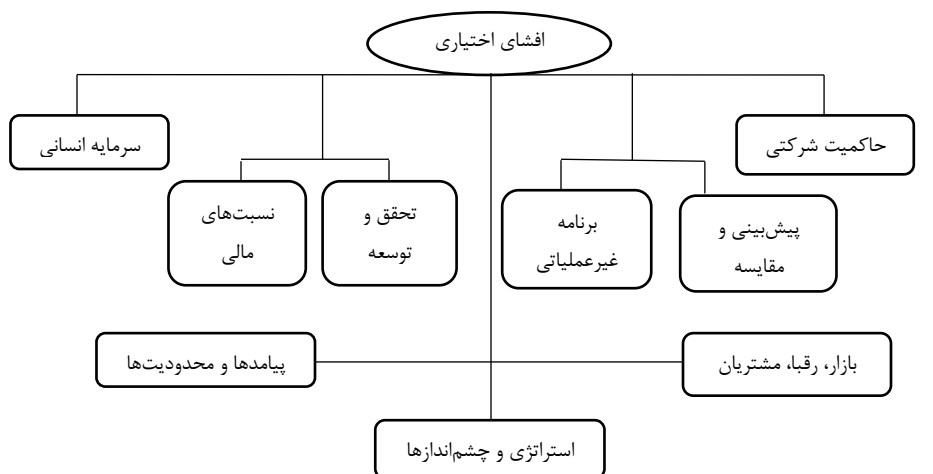 افشای اختیاری
حاکمیت شرکتی
سرمایه انسانی
پیش‌بینی و
مقایسه
برنامه
غیرعملیاتی
تحقق و
توسعه
نسبت‌های
مالی
بازار، رقبا، مشتریان
پیامدها و محدودیت‌ها
استراتژی و چشم‌اندازها